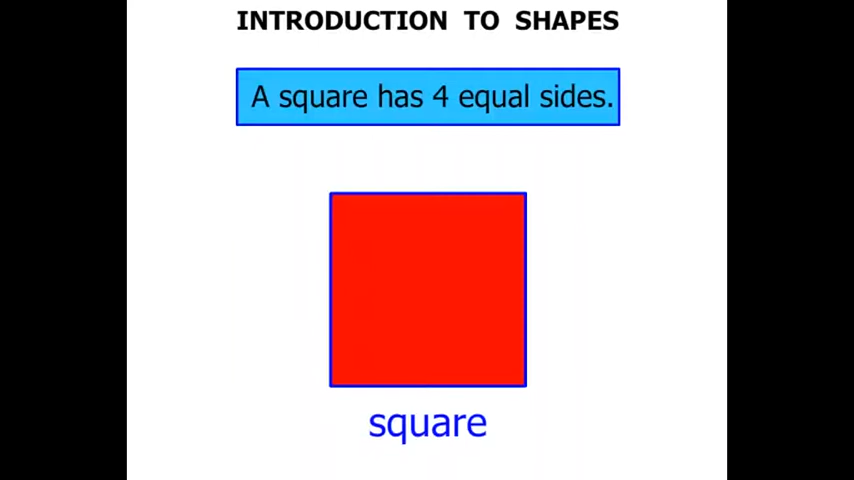 INTRODUCTION TO SHAPES
A square has 4 equal sides.
square